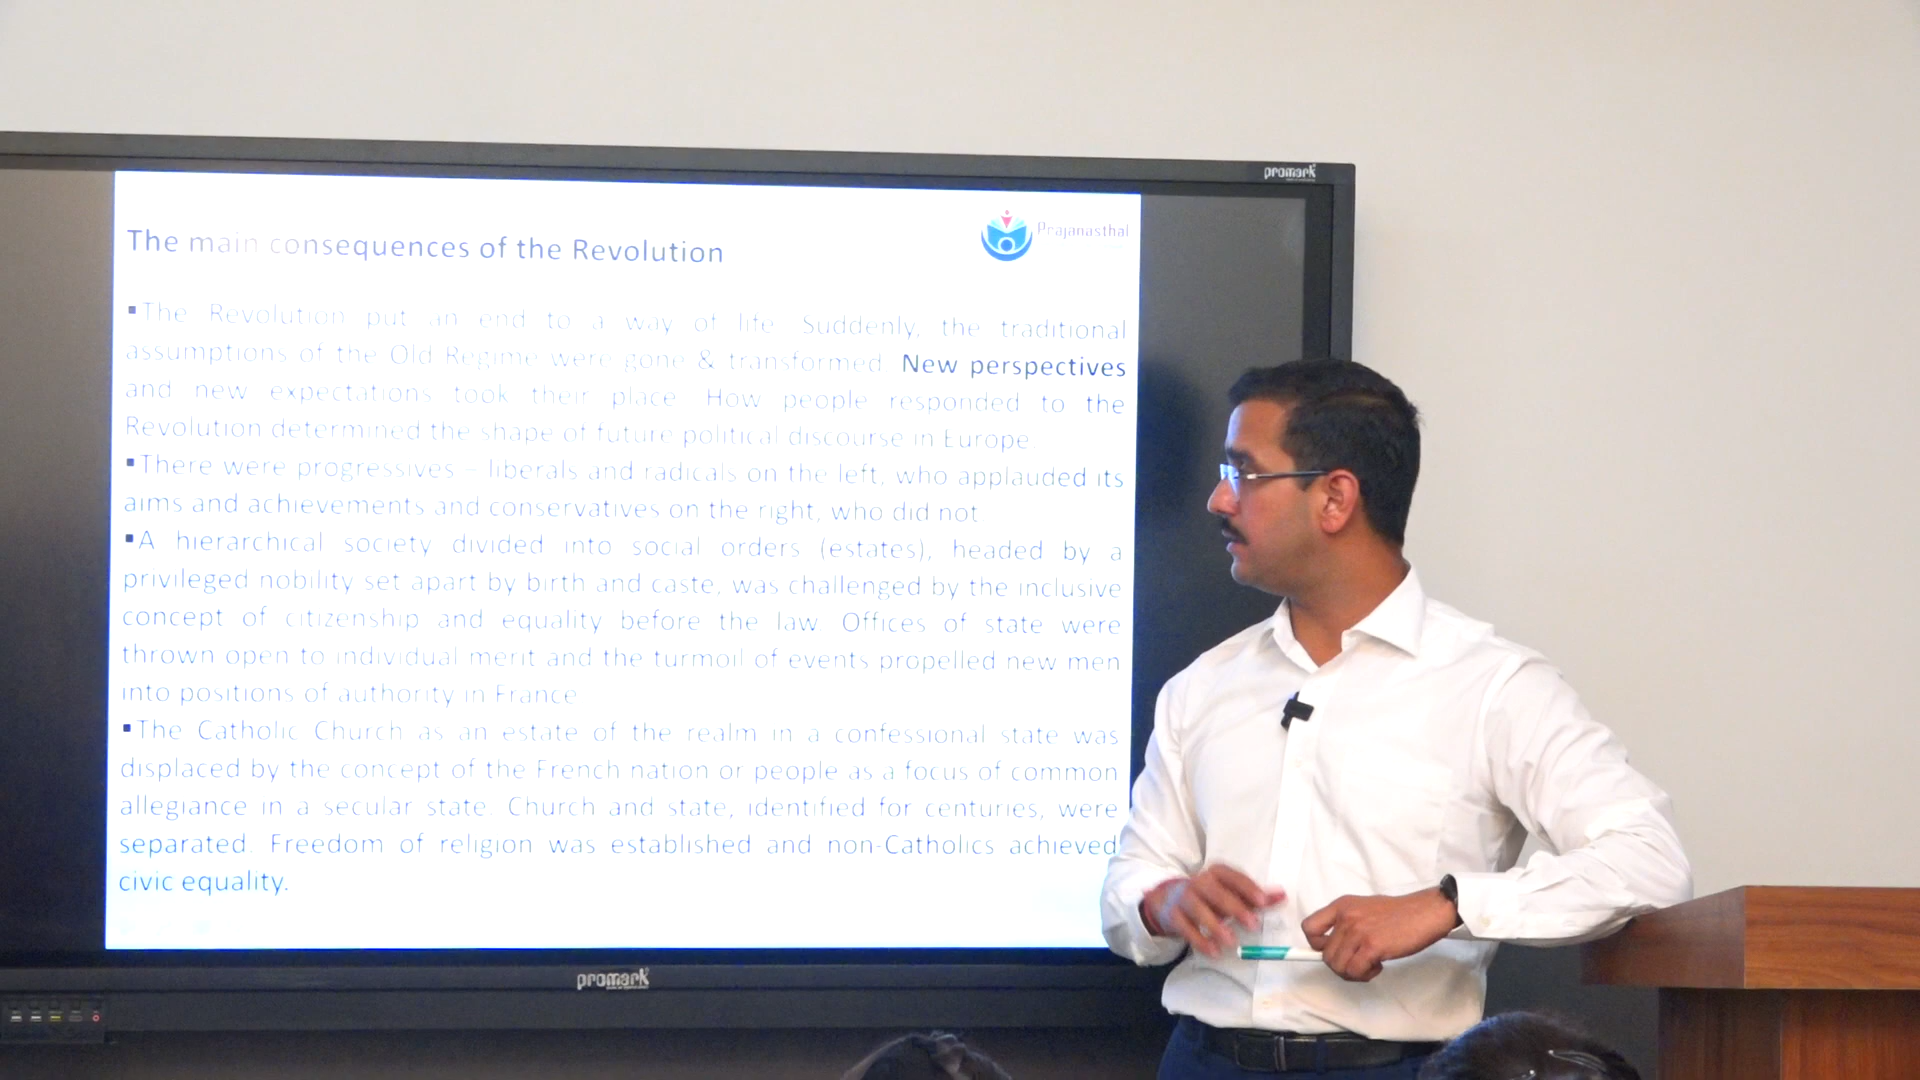 promark
Prajanasthal
The main consequences of the Revolution
▪The Revolution put an end to a way of life. Suddenly, the traditional
assumptions of the Old Regime were gone & transformed. New perspectives
and new expectations took their place. How people responded to the
Revolution determined the shape of future political discourse in Europe.
▪There were progressives – liberals and radicals on the left, who applauded its
aims and achievements and conservatives on the right, who did not
▪A hierarchical society divided into social orders (estates), headed by a
privileged nobility set apart by birth and caste, was challenged by the inclusive
concept of citizenship and equality before the law. Offices of state were
thrown open to individual merit and the turmoil of events propelled new men
into positions of authority in France
▪The Catholic Church as an estate of the realm in a confessional state was
displaced by the concept of the French nation or people as a focus of common
allegiance in a secular state. Church and state, identified for centuries, were
separated. Freedom of religion was established and non-Catholics achieved
civic equality.
promark